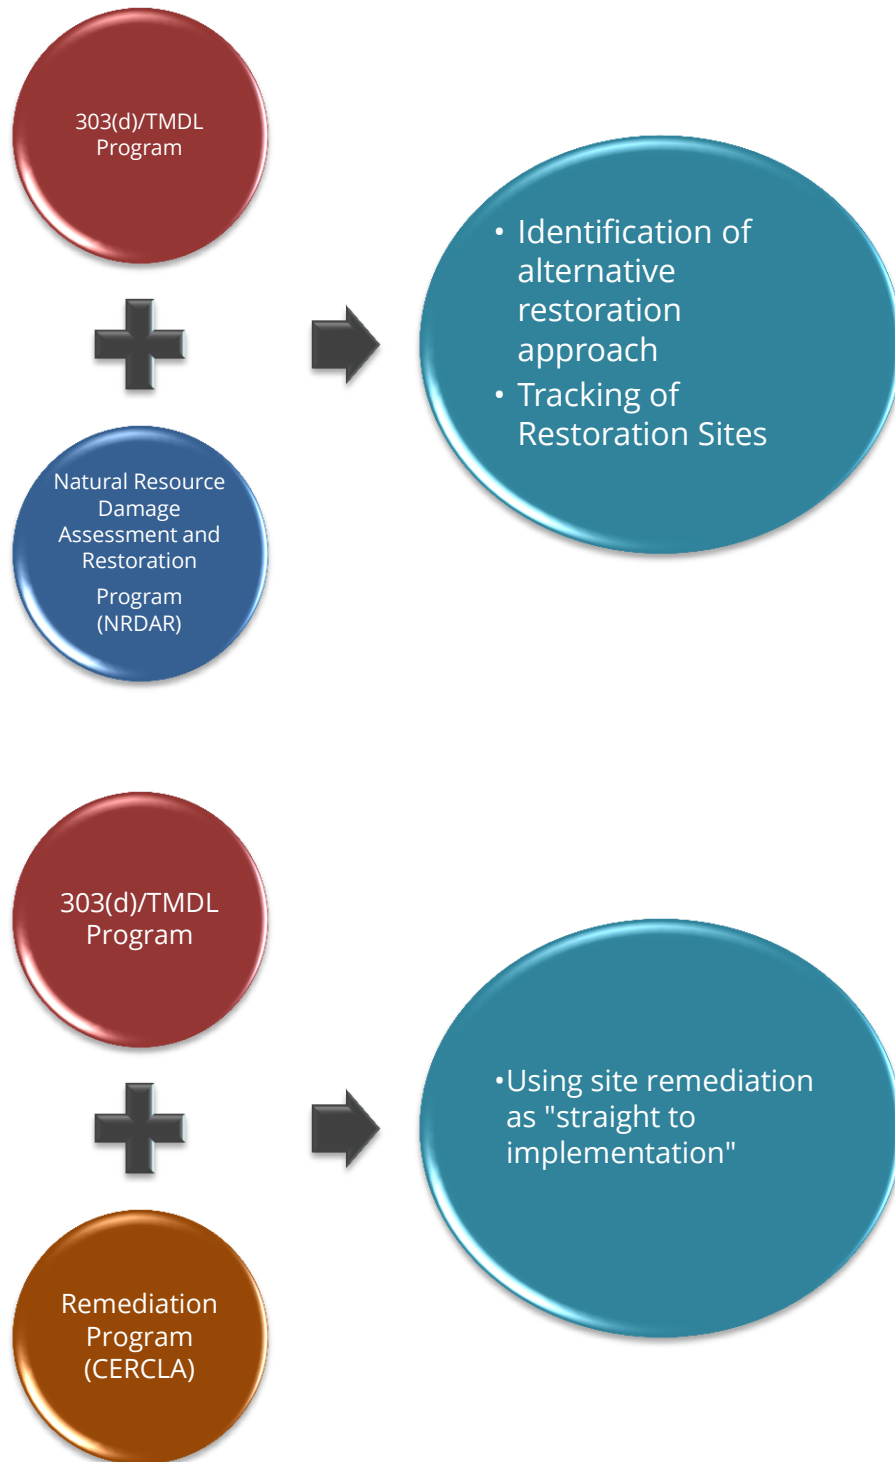 303(d)/TMDL
Program
Natural Resource
Damage
Assessment and
Restoration
Program
(NRDAR)
• Identification of
alternative
restoration
approach
• Tracking of
Restoration Sites
303(d)/TMDL
Program
Remediation
Program
(CERCLA)
•Using site remediation
as "straight to
implementation"